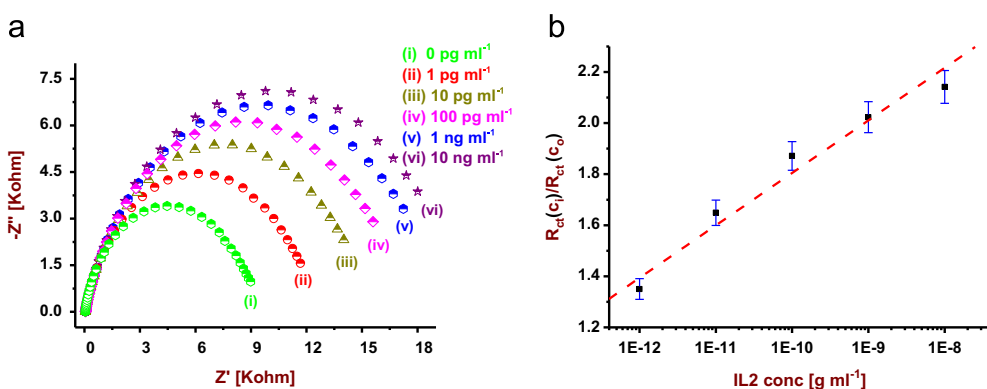 a
(i) 0 pg ml⁻¹
(ii) 1 pg ml⁻¹
(iii) 10 pg ml⁻¹
(iv) 100 pg ml⁻¹
(v) 1 ng ml⁻¹
(vi) 10 ng ml⁻¹
7.5
6.0
4.5
3.0
1.5
0.0
-Z" [Kohm]
(i)
(ii)
(iii)
(iv)
(v)
(vi)
0 3 6 9 12 15 18
Z' [Kohm]
b
2.2
2.0
1.8
1.6
1.4
1.2
R_ct(c_i)/R_ct(c_o)
1E-12 1E-11 1E-10 1E-9 1E-8
IL2 conc [g ml⁻¹]